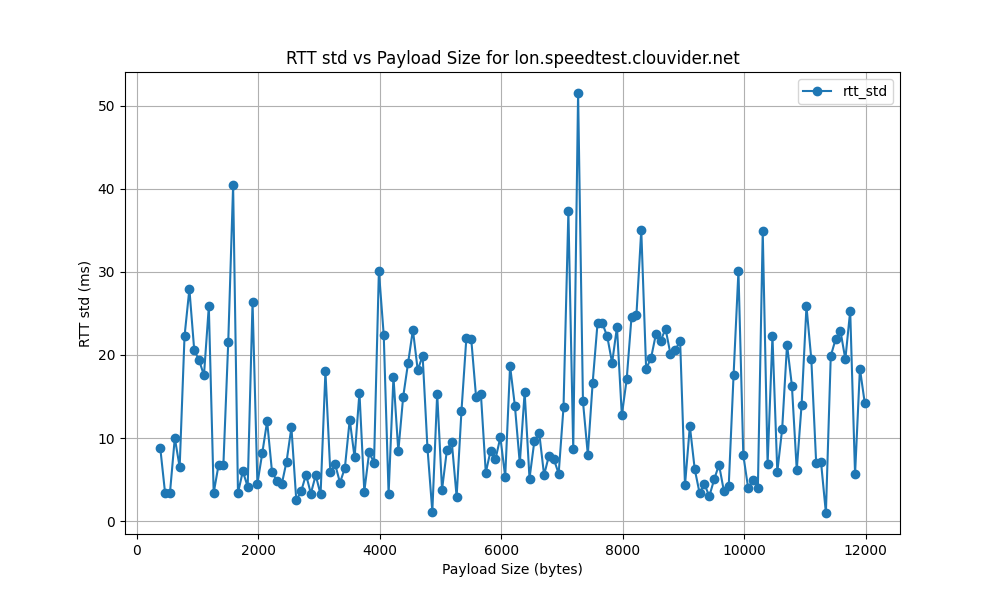 RTT std vs Payload Size for lon.speedtest.clouvider.net
rtt_std
50
40
30
20
10
0
RTT std (ms)
0 2000 4000 6000 8000 10000 12000
Payload Size (bytes)